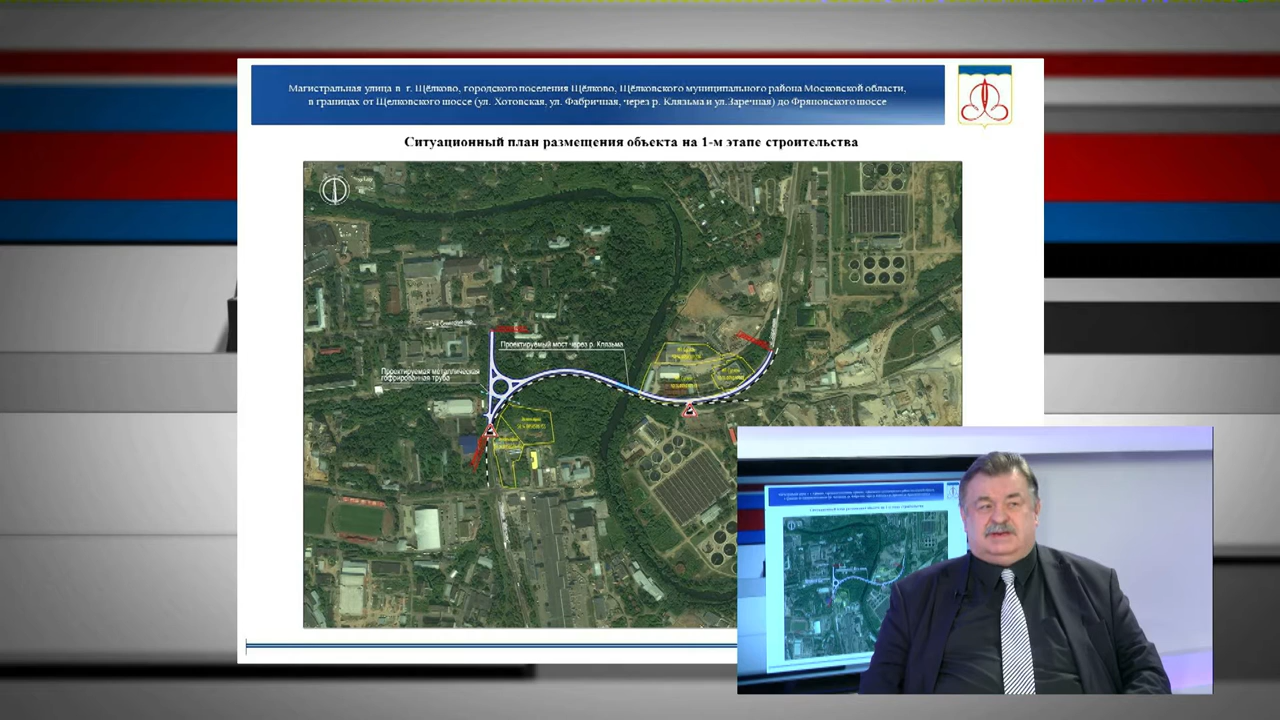 Магистральная улица в г. Щёлково, городского поселения Щёлково, Щёлковского муниципального района Московской области,
в границах от Щелковского шоссе (ул. Хотовская, ул. Фабричная, через р. Клязьма и ул.Заречная) до Фряновского шоссе
Ситуационный план размещения объекта на 1-м этапе строительства
Проектируемый мост через р. Клязьма
Проектируемая металлическая
гофрированная труба